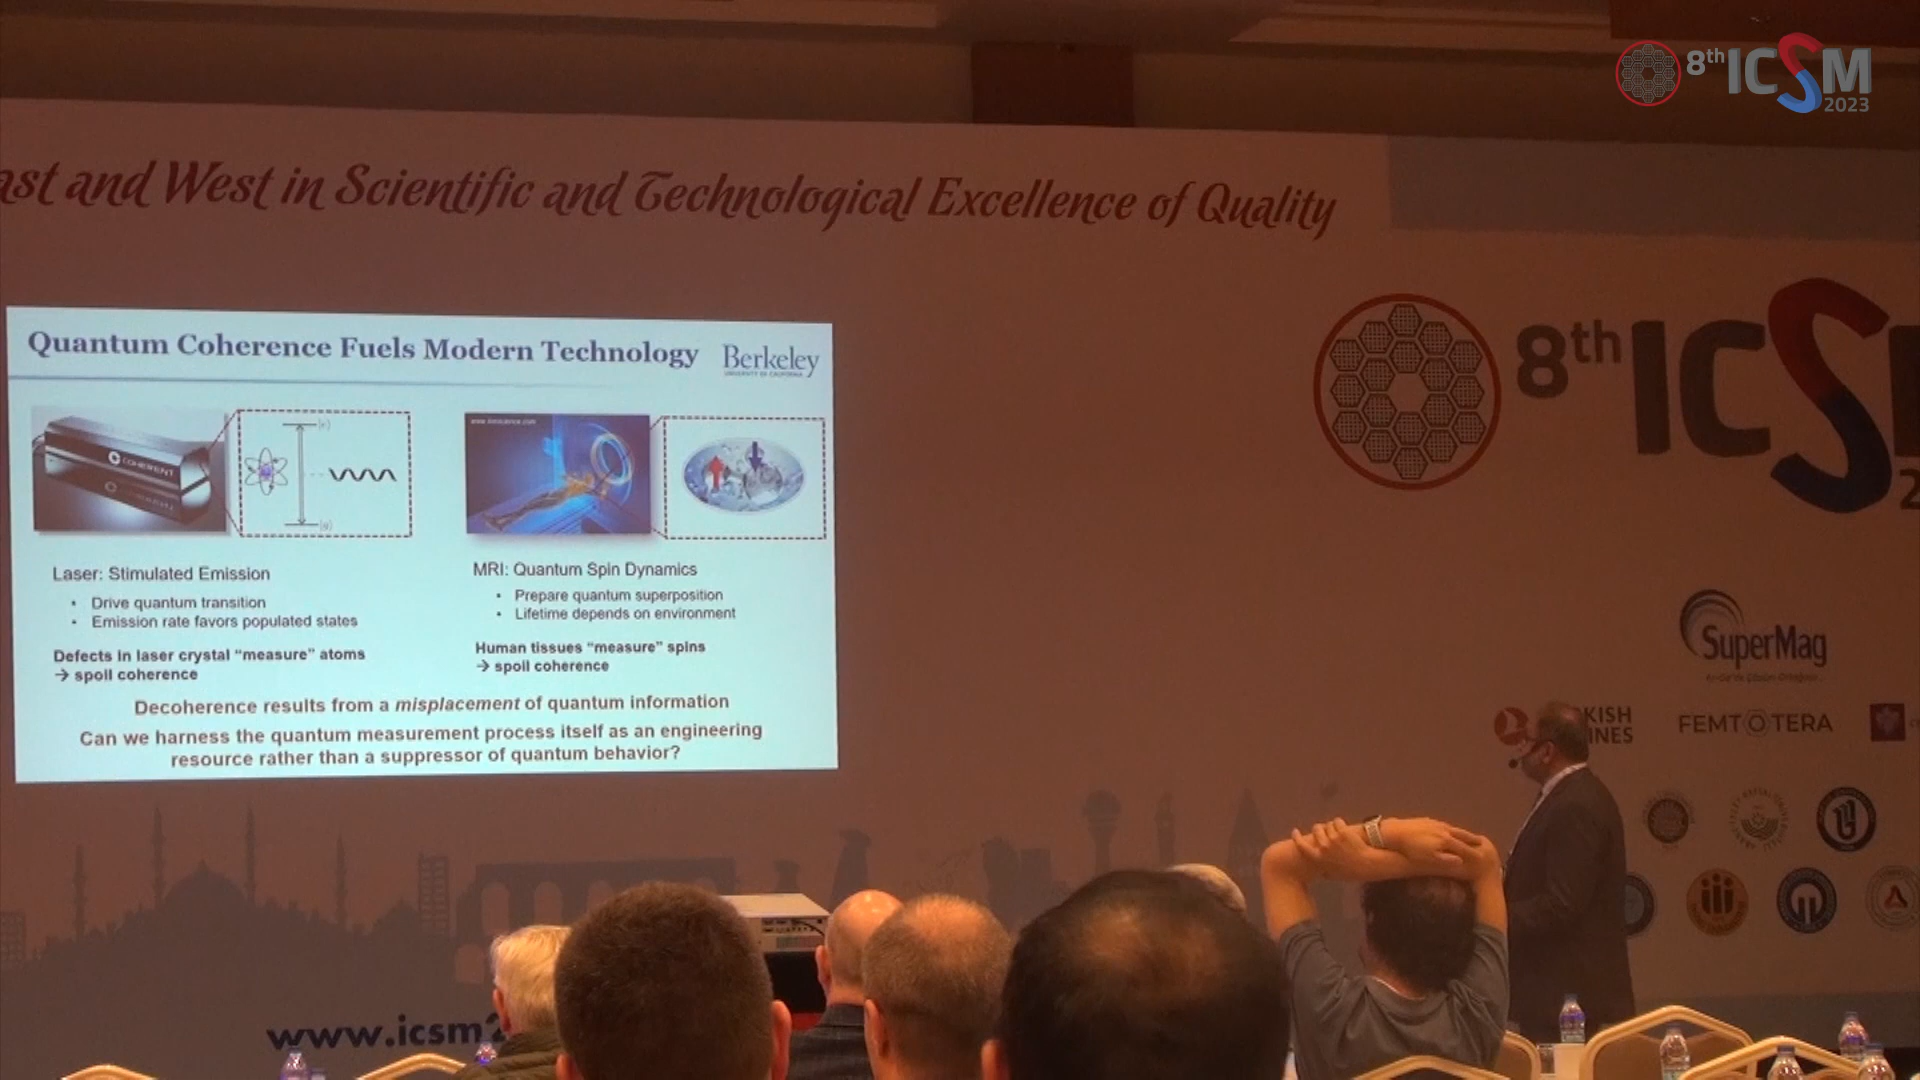 8th ICSM
2023
ast and West in Scientific and Technological Excellence of Quality
Quantum Coherence Fuels Modern Technology
Berkeley
UNIVERSITY OF CALIFORNIA
COHERENT
Laser: Stimulated Emission
• Drive quantum transition
• Emission rate favors populated states
Defects in laser crystal “measure” atoms
→ spoil coherence
MRI: Quantum Spin Dynamics
• Prepare quantum superposition
• Lifetime depends on environment
Human tissues “measure” spins
→ spoil coherence
Decoherence results from a misplacement of quantum information
Can we harness the quantum measurement process itself as an engineering
resource rather than a suppressor of quantum behavior?
8th ICS
2
SuperMag
KISH
INES
FEMTOTERA
www.icsm2